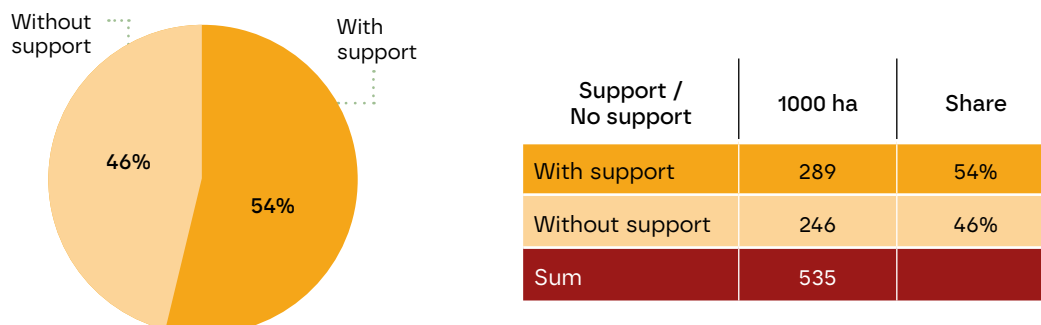 Without
support
With
support
46%
54%
Support /
No support
1000 ha
Share
With support
289
54%
Without support
246
46%
Sum
535